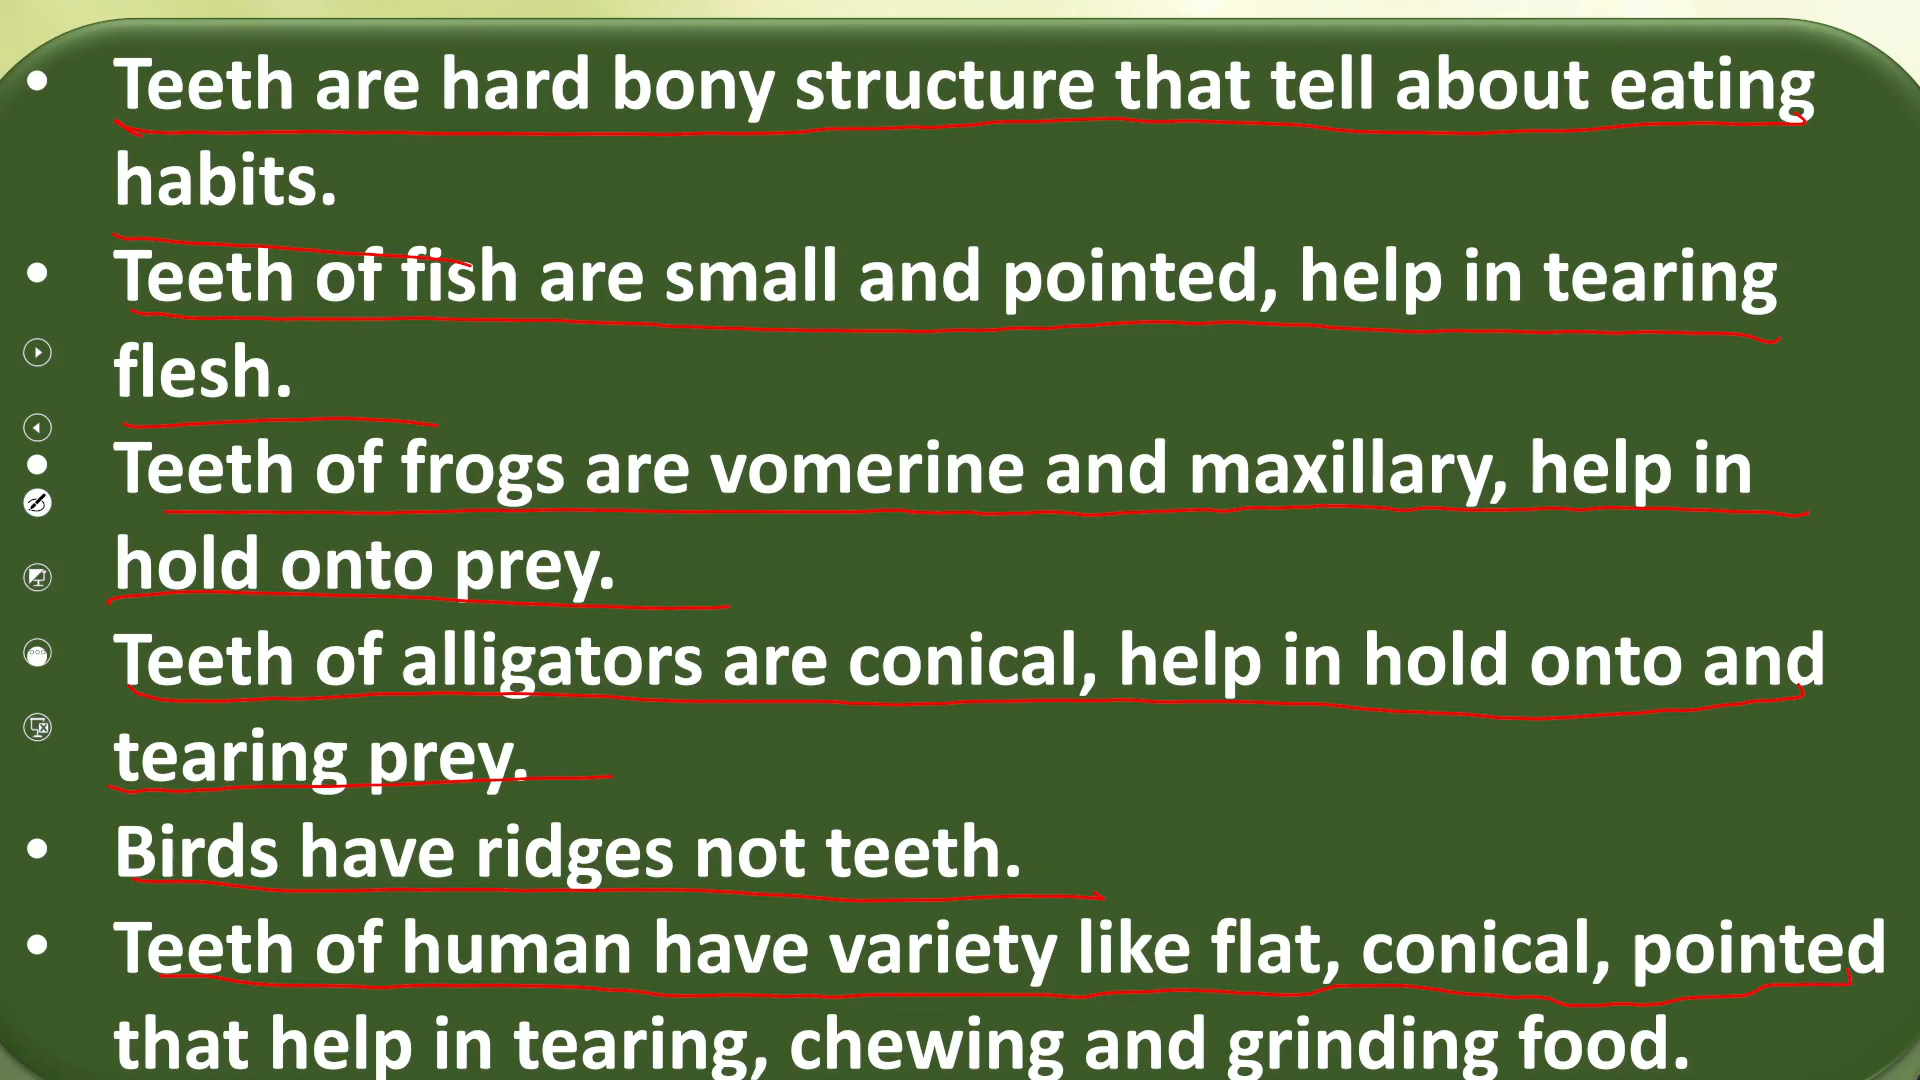 • Teeth are hard bony structure that tell about eating
habits.
• Teeth of fish are small and pointed, help in tearing
flesh.
• Teeth of frogs are vomerine and maxillary, help in
hold onto prey.
Teeth of alligators are conical, help in hold onto and
tearing prey.
• Birds have ridges not teeth.
• Teeth of human have variety like flat, conical, pointed
that help in tearing, chewing and grinding food.